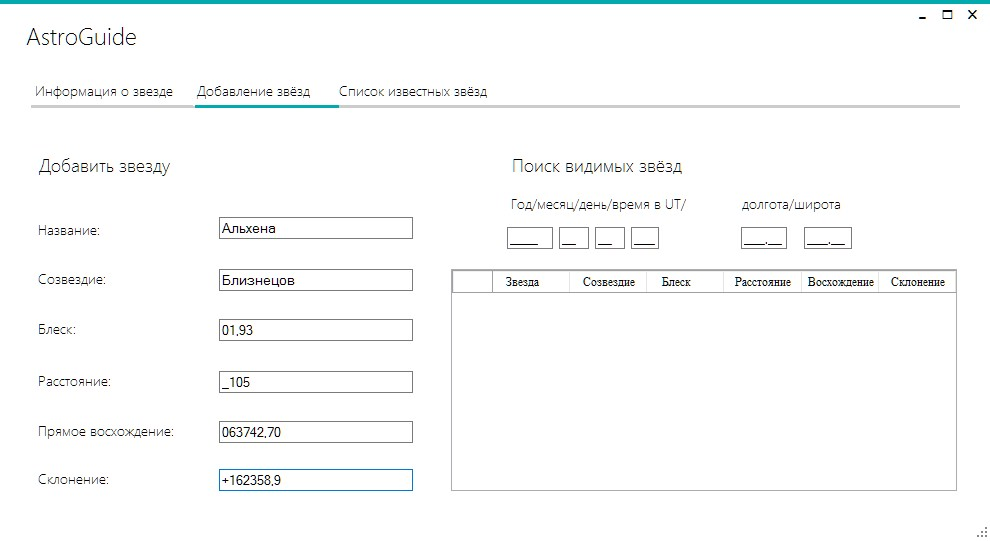 AstroGuide
Информация о звезде Добавление звёзд Список известных звёзд
Добавить звезду
Название: Альхена
Созвездие: Близнецов
Блеск: 01,93
Расстояние: _105
Прямое восхождение: 063742,70
Склонение: +162358,9
Поиск видимых звёзд
Год/месяц/день/время в UT/ долгота/широта
____ __ __ ___ ___.__ ___.__
Звезда Созвездие Блеск Расстояние Восхождение Склонение